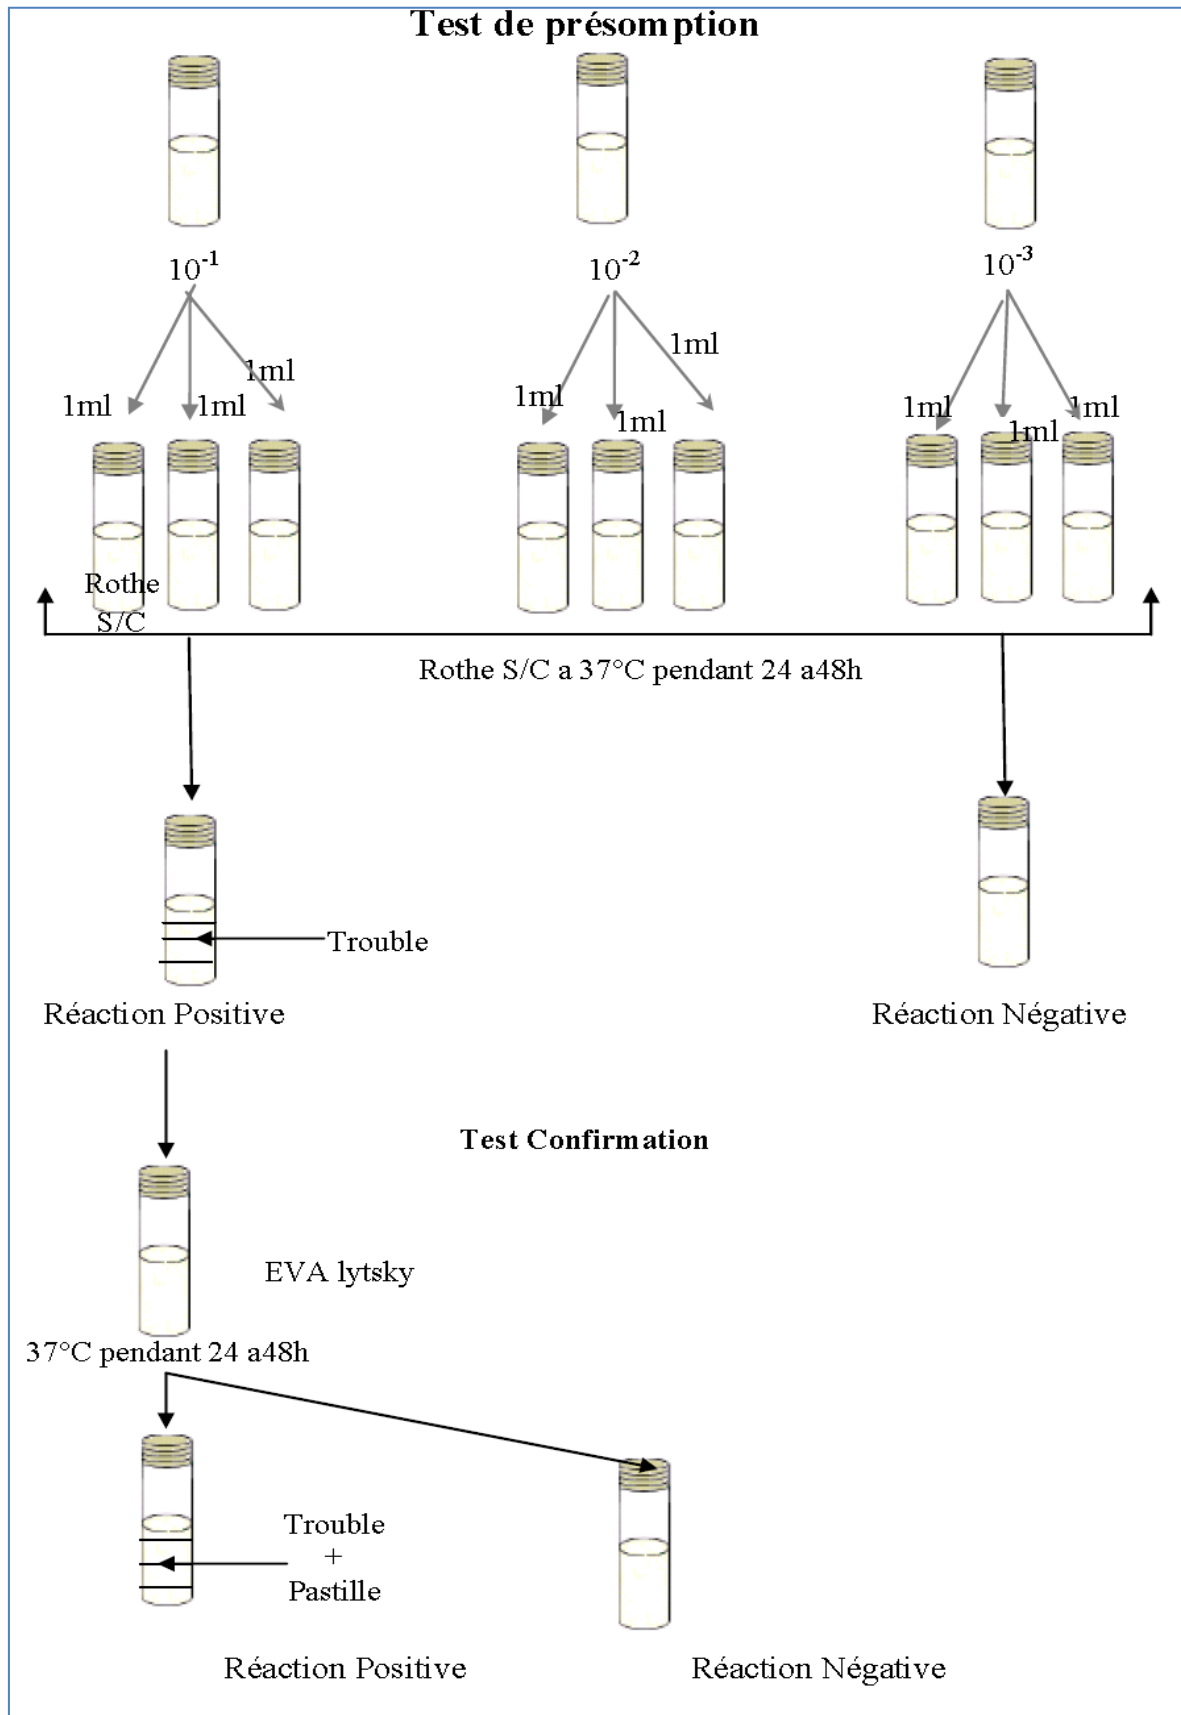 Test de présomption
10⁻¹
10⁻²
10⁻³
1ml
1ml
1ml
1ml
1ml
1ml
1ml
1ml
1ml
Rothe
S/C
Rothe S/C a 37°C pendant 24 a48h
Trouble
Réaction Positive
Réaction Négative
Test Confirmation
EVA lytsky
37°C pendant 24 a48h
Trouble
+
Pastille
Réaction Positive
Réaction Négative